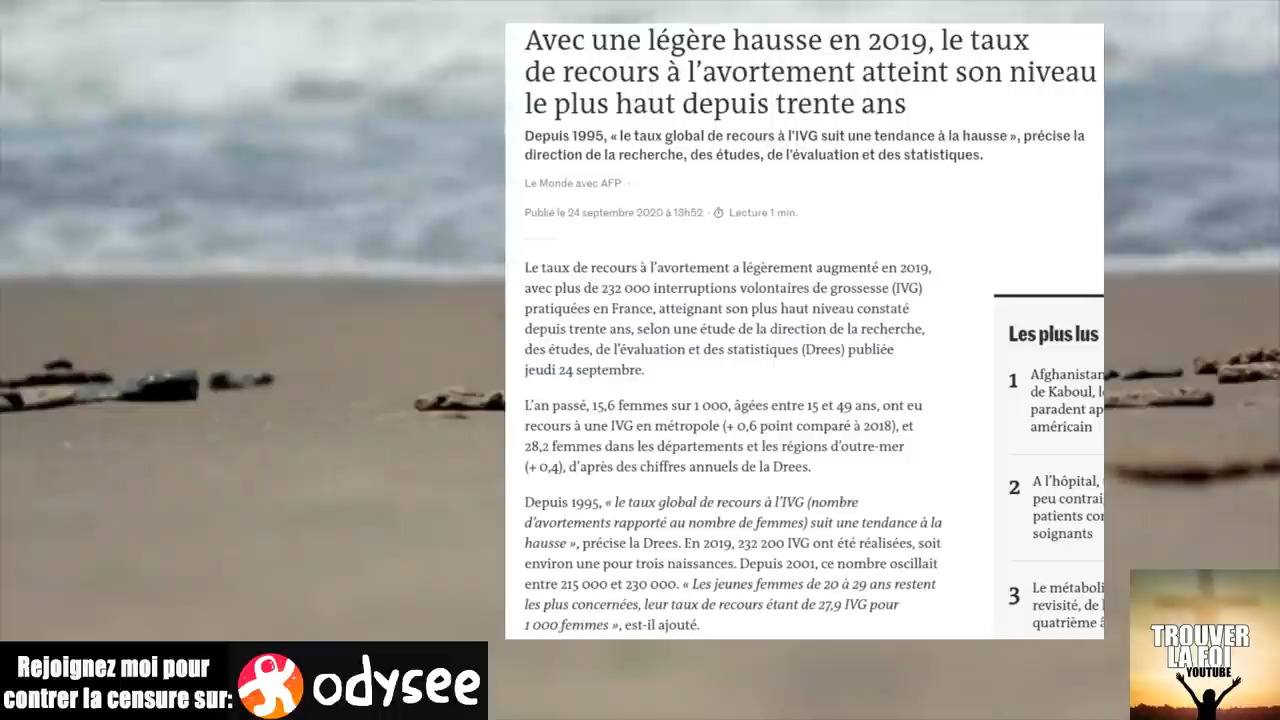 Avec une légère hausse en 2019, le taux
de recours à l’avortement atteint son niveau
le plus haut depuis trente ans
Depuis 1995, « le taux global de recours à l’IVG suit une tendance à la hausse », précise la
direction de la recherche, des études, de l’évaluation et des statistiques.
Le Monde avec AFP
Publié le 24 septembre 2020 à 13h52 · Lecture 1 min.
Le taux de recours à l’avortement a légèrement augmenté en 2019,
avec plus de 232 000 interruptions volontaires de grossesse (IVG)
pratiquées en France, atteignant son plus haut niveau constaté
depuis trente ans, selon une étude de la direction de la recherche,
des études, de l’évaluation et des statistiques (Drees) publiée
jeudi 24 septembre.
L’an passé, 15,6 femmes sur 1 000, âgées entre 15 et 49 ans, ont eu
recours à une IVG en métropole (+ 0,6 point comparé à 2018), et
28,2 femmes dans les départements et les régions d’outre-mer
(+ 0,4), d’après des chiffres annuels de la Drees.
Depuis 1995, « le taux global de recours à l’IVG (nombre
d’avortements rapporté au nombre de femmes) suit une tendance à la
hausse », précise la Drees. En 2019, 232 200 IVG ont été réalisées, soit
environ une pour trois naissances. Depuis 2001, ce nombre oscillait
entre 215 000 et 230 000. « Les jeunes femmes de 20 à 29 ans restent
les plus concernées, leur taux de recours étant de 27,9 IVG pour
1 000 femmes », est-il ajouté.
Les plus lus
1 Afghanistan
de Kaboul, l
paradent ap
américain
2 A l’hôpital,
peu contrai
patients co
soignants
3 Le métaboli
revisité, de
quatrième
Rejoignez moi pour
contrer la censure sur:
odysee
TROUVER
LA FOI
YOUTUBE